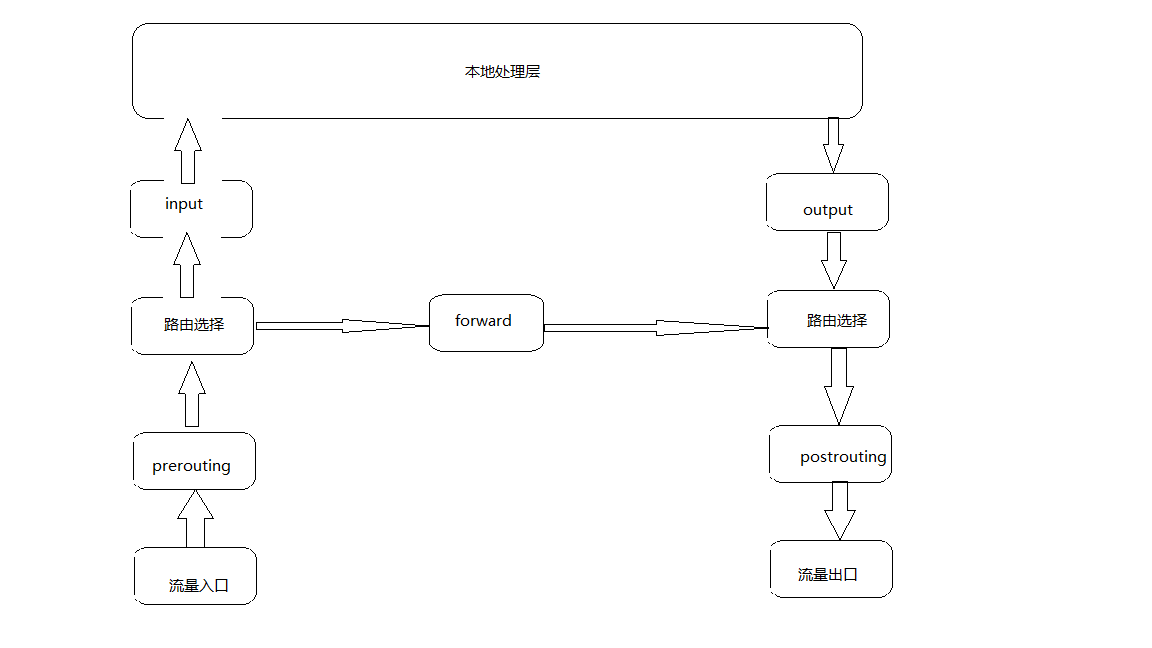 本地处理层
input
output
路由选择
forward
路由选择
prerouting
postrouting
流量入口
流量出口